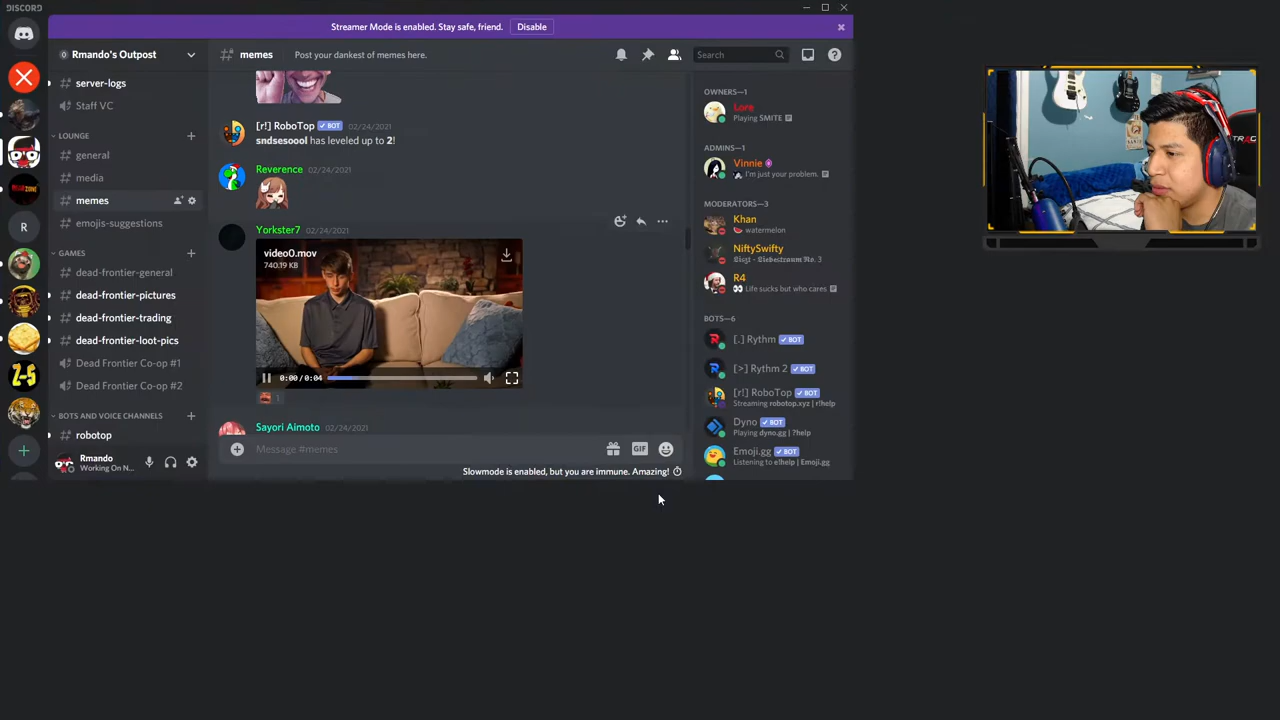 DISCORD
Streamer Mode is enabled. Stay safe, friend.
Disable
Rmando's Outpost
memes
Post your dankest of memes here.
Search
server-logs
Staff VC
LOUNGE
general
media
memes
emojis-suggestions
GAMES
dead-frontier-general
dead-frontier-pictures
dead-frontier-trading
dead-frontier-loot-pics
Dead Frontier Co-op #1
Dead Frontier Co-op #2
BOTS AND VOICE CHANNELS
robotop
Rmando
Working On N...
R
Z-S
[r!] RoboTop BOT 02/24/2021
sndsesoool has leveled up to 2!
Reverence 02/24/2021
Yorkster7 02/24/2021
video0.mov
740.19 KB
0:00/0:04
1
Sayori Aimoto 02/24/2021
Message #memes
GIF
Slowmode is enabled, but you are immune. Amazing!
OWNERS—1
Lore
Playing SMITE
ADMINS—1
Vinnie
I'm just your problem.
MODERATORS—3
Khan
watermelon
NiftySwifty
R4
Life sucks but who cares
BOTS—6
[.] Rythm BOT
[>] Rythm 2 BOT
[r!] RoboTop BOT
Streaming robotop.xyz | r!help
Dyno BOT
Playing dyno.gg | ?help
Emoji.gg BOT
Listening to e!help | Emoji.gg